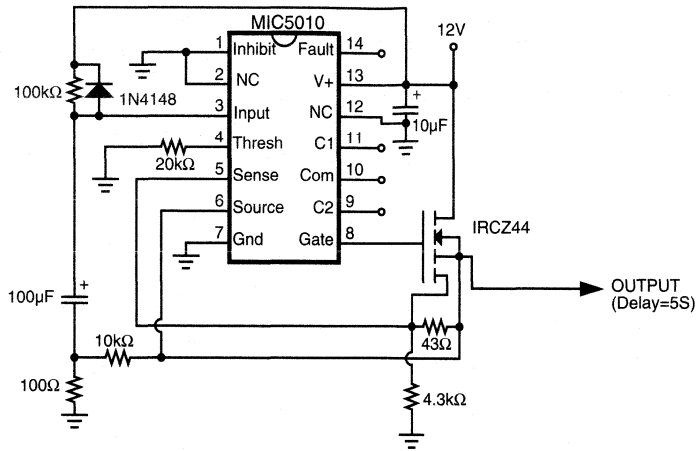 MIC5010
12V
1 Inhibit Fault 14
2 NC V+ 13
3 Input NC 12
4 Thresh C1 11
5 Sense Com 10
6 Source C2 9
7 Gnd Gate 8
100kΩ
1N4148
+
10µF
20kΩ
IRCZ44
+
100µF
OUTPUT
(Delay=5S)
10kΩ
43Ω
100Ω
4.3kΩ